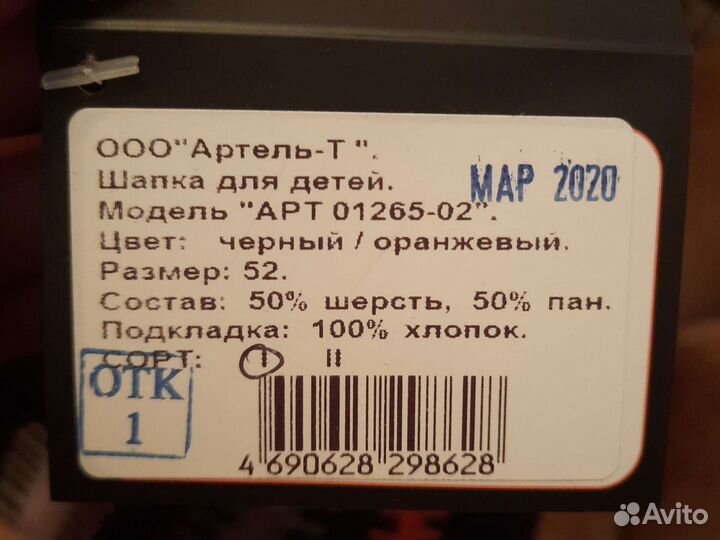 ООО"Артель-Т ".
Шапка для детей.
МАР 2020
Модель "АРТ 01265-02".
Цвет: черный / оранжевый.
Размер: 52.
Состав: 50% шерсть, 50% пан.
Подкладка: 100% хлопок.
СОРТ: I II
ОТК
1
4 690628 298628
Avito